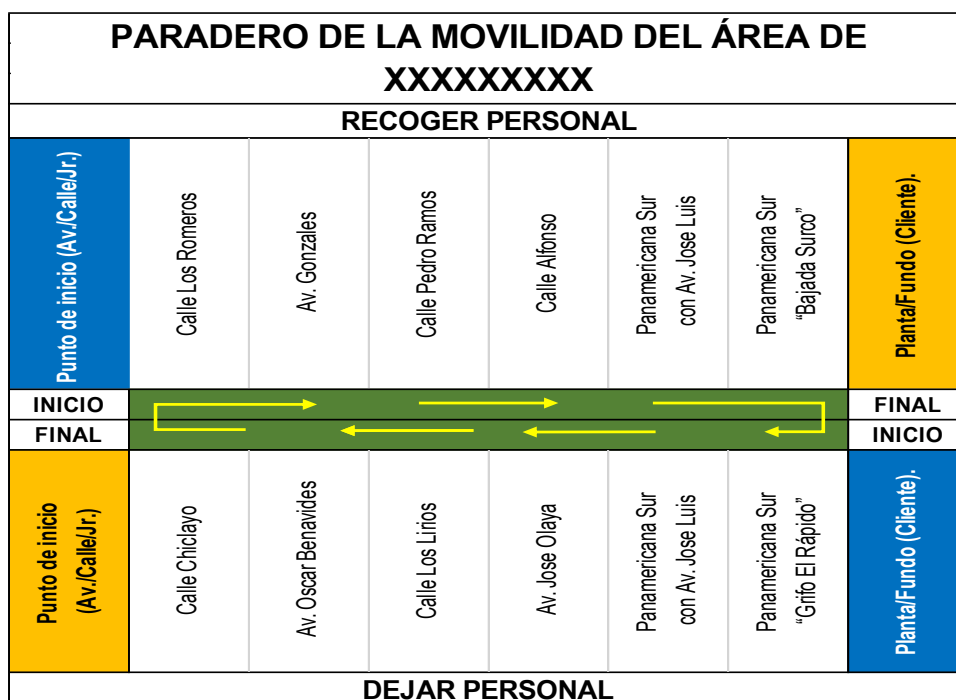 PARADERO DE LA MOVILIDAD DEL ÁREA DE
XXXXXXXXX
RECOGER PERSONAL
Punto de inicio (Av./Calle/Jr.)
Calle Los Romeros
Av. Gonzales
Calle Pedro Ramos
Calle Alfonso
Panamericana Sur
con Av. Jose Luis
Panamericana Sur
“Bajada Surco”
Planta/Fundo (Cliente).
INICIO
FINAL
FINAL
INICIO
Punto de inicio
(Av./Calle/Jr.)
Calle Chiclayo
Av. Oscar Benavides
Calle Los Lirios
Av. Jose Olaya
Panamericana Sur
con Av. Jose Luis
Panamericana Sur
“Grifo El Rápido”
Planta/Fundo (Cliente).
DEJAR PERSONAL